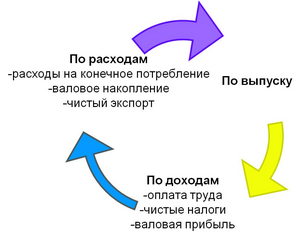 По расходам
-расходы на конечное потребление
-валовое накопление
-чистый экспорт
По выпуску
По доходам
-оплата труда
-чистые налоги
-валовая прибыль